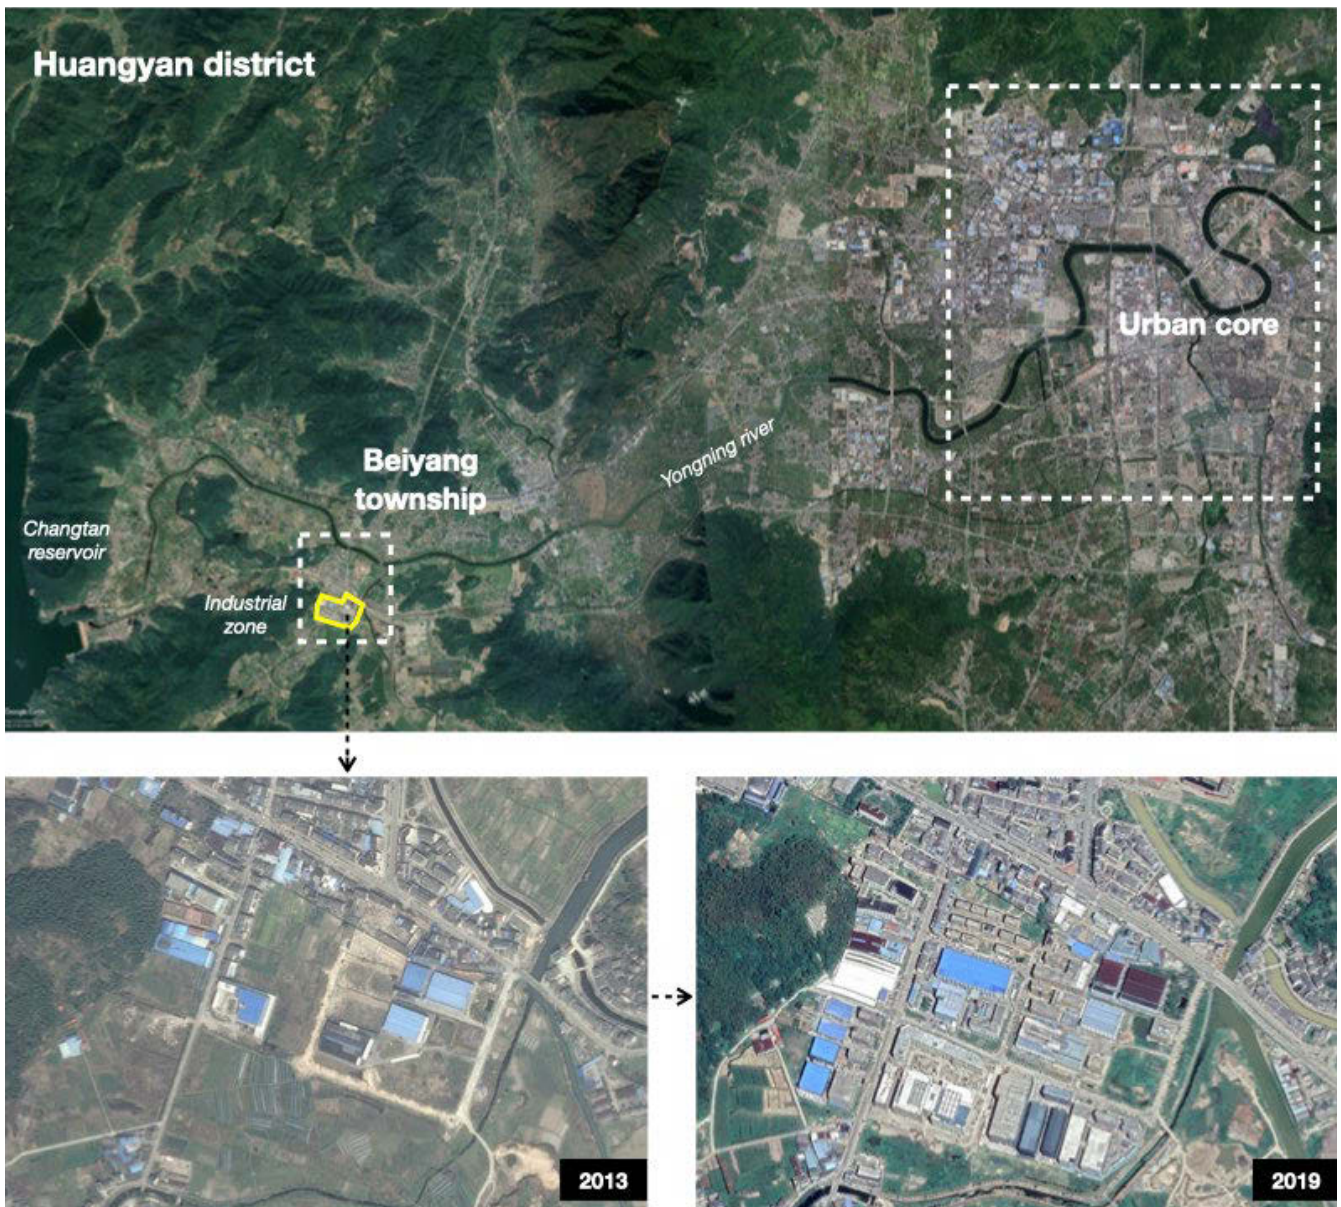 Huangyan district
Urban core
Yongning river
Beiyang
township
Changtan
reservoir
Industrial
zone
2013
2019